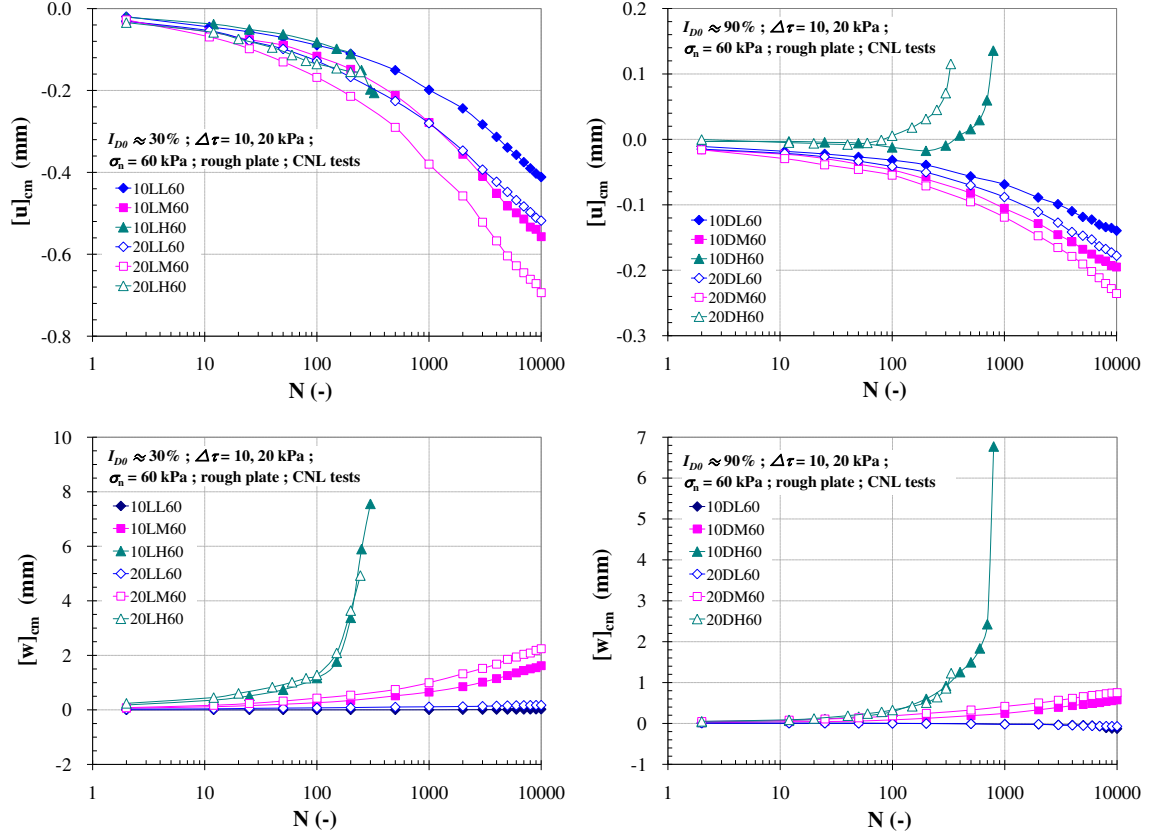 0.0
-0.2
-0.4
-0.6
-0.8
[u]cm (mm)
ID0 ≈ 30% ; Δτ = 10, 20 kPa ;
σn = 60 kPa ; rough plate ; CNL tests
10LL60
10LM60
10LH60
20LL60
20LM60
20LH60
1 10 100 1000 10000
N (-)
0.2
0.1
0.0
-0.1
-0.2
-0.3
[u]cm (mm)
ID0 ≈ 90% ; Δτ = 10, 20 kPa ;
σn = 60 kPa ; rough plate ; CNL tests
10DL60
10DM60
10DH60
20DL60
20DM60
20DH60
1 10 100 1000 10000
N (-)
10
8
6
4
2
0
-2
[w]cm (mm)
ID0 ≈ 30% ; Δτ = 10, 20 kPa ;
σn = 60 kPa ; rough plate ; CNL tests
10LL60
10LM60
10LH60
20LL60
20LM60
20LH60
1 10 100 1000 10000
N (-)
7
6
5
4
3
2
1
0
-1
[w]cm (mm)
ID0 ≈ 90% ; Δτ = 10, 20 kPa ;
σn = 60 kPa ; rough plate ; CNL tests
10DL60
10DM60
10DH60
20DL60
20DM60
20DH60
1 10 100 1000 10000
N (-)